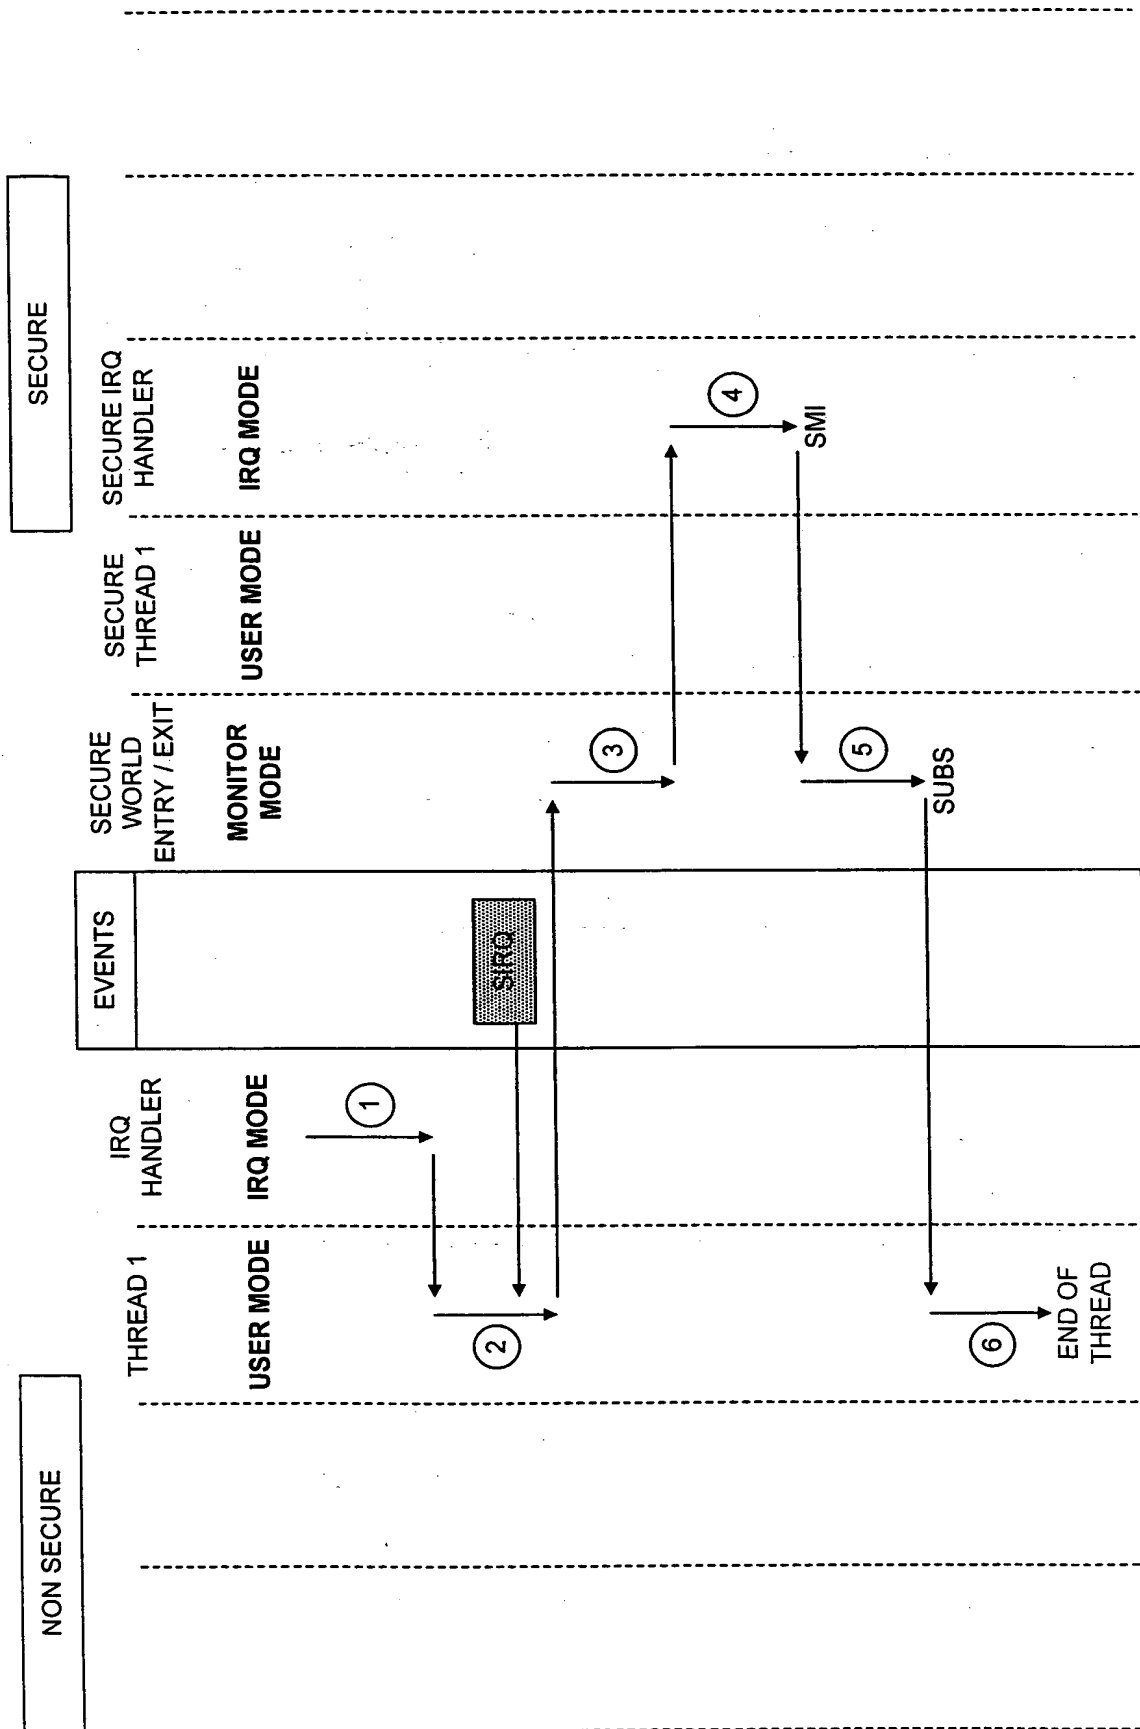 NON SECURE
SECURE
THREAD 1
USER MODE
IRQ
HANDLER
IRQ MODE
EVENTS
SECURE
WORLD
ENTRY / EXIT
MONITOR
MODE
SECURE
THREAD 1
USER MODE
SECURE IRQ
HANDLER
IRQ MODE
1
2
SIRQ
3
4
SMI
5
SUBS
6
END OF
THREAD